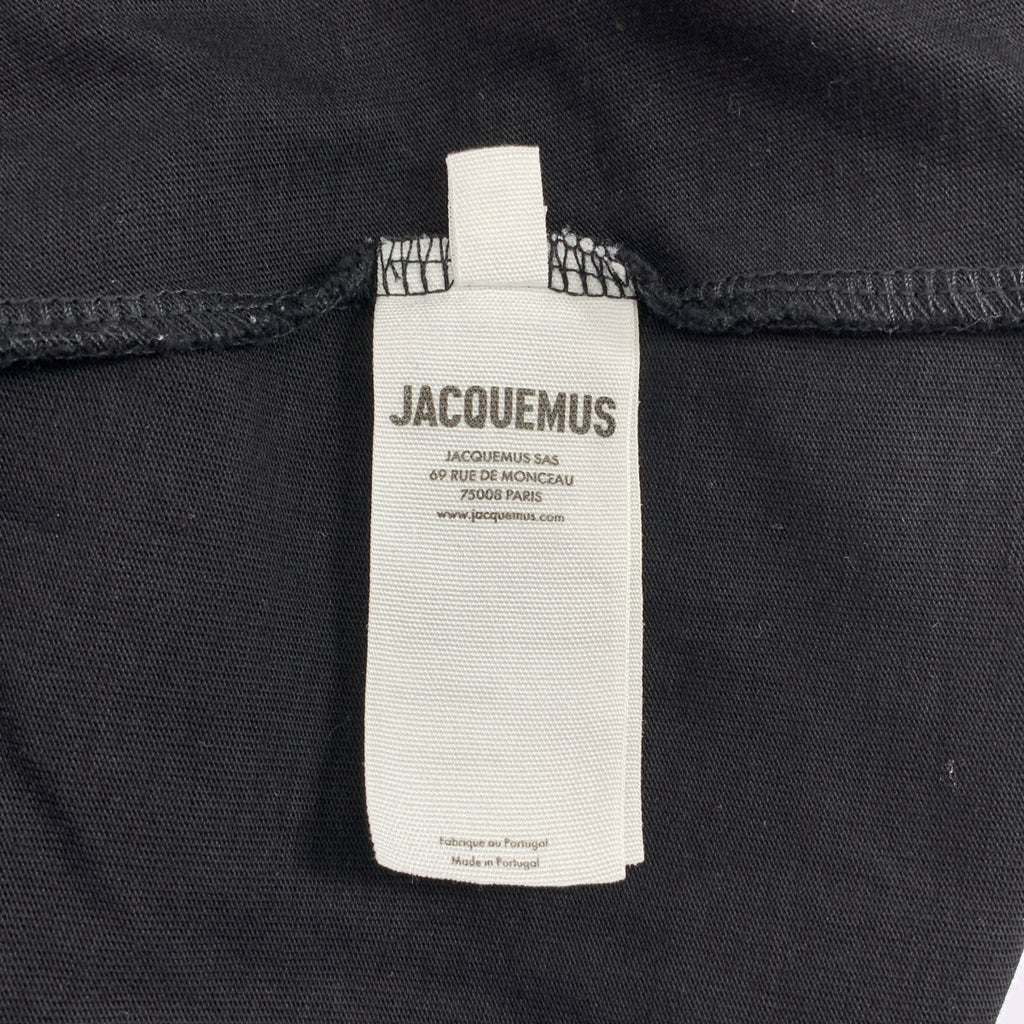 JACQUEMUS
JACQUEMUS SAS
69 RUE DE MONCEAU
75008 PARIS
www.jacquemus.com
Fabrique au Portugal
Made in Portugal